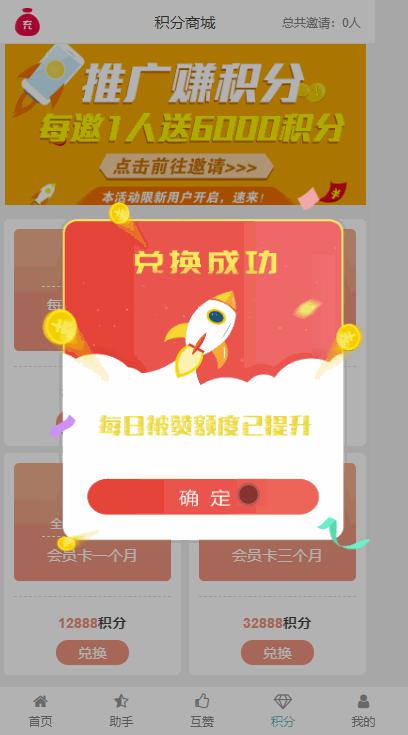 充
积分商城
总共邀请：0人
推广赚积分
每邀1人送6000积分
点击前往邀请>>>
本活动限新用户开启，速来！
兑换成功
每
每日被赞额度已提升
确定
全
会员卡一个月
会员卡三个月
12888积分
32888积分
兑换
兑换
首页
助手
互赞
积分
我的